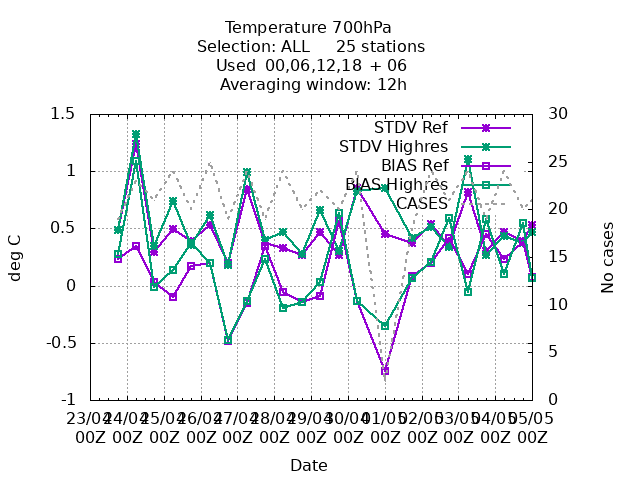 Temperature 700hPa
Selection: ALL 25 stations
Used 00,06,12,18 + 06
Averaging window: 12h
STDV Ref
STDV Highres
BIAS Ref
BIAS Highres
CASES
1.5
1
0.5
0
-0.5
-1
deg C
30
25
20
15
10
5
0
No cases
23/04 24/04 25/04 26/04 27/04 28/04 29/04 30/04 01/05 02/05 03/05 04/05 05/05
00Z 00Z 00Z 00Z 00Z 00Z 00Z 00Z 00Z 00Z 00Z 00Z 00Z
Date